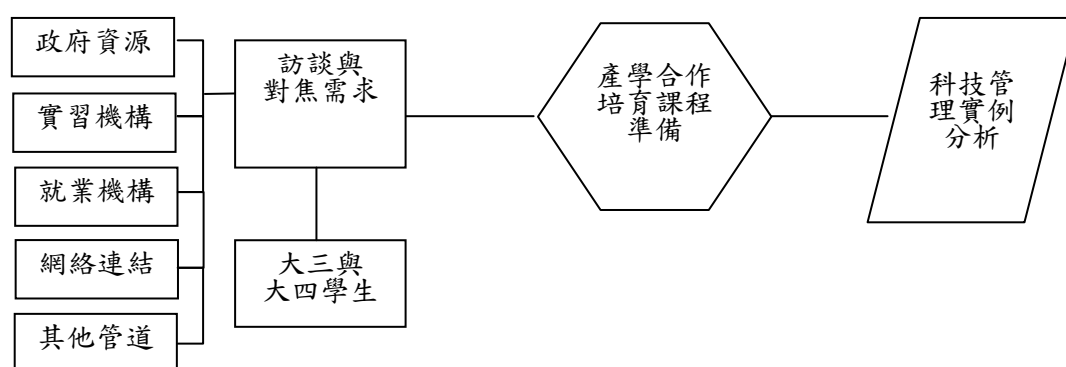 政府資源
實習機構
就業機構
網絡連結
其他管道
訪談與
對焦需求
大三與
大四學生
產學合作
培育課程
準備
科技管
理實例
分析